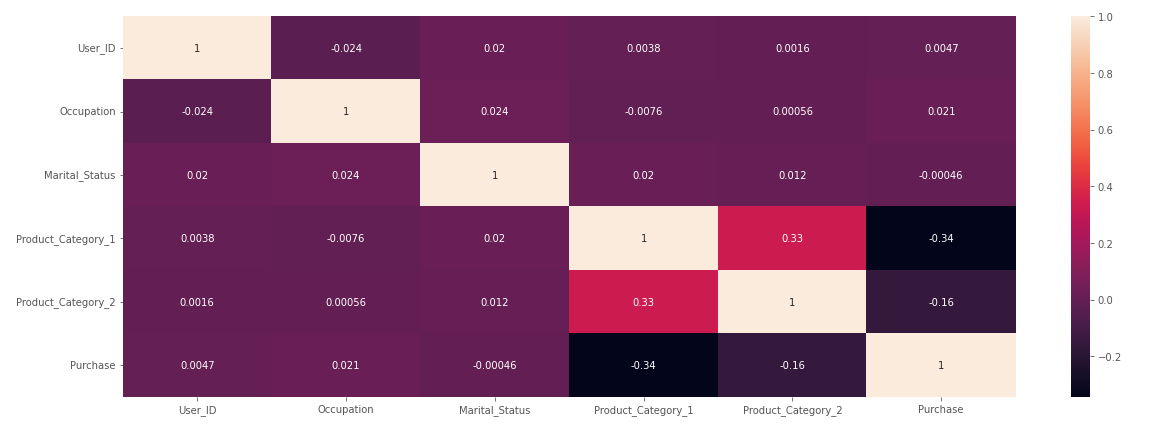 User_ID 1 -0.024 0.02 0.0038 0.0016 0.0047
Occupation -0.024 1 0.024 -0.0076 0.00056 0.021
Marital_Status 0.02 0.024 1 0.02 0.012 -0.00046
Product_Category_1 0.0038 -0.0076 0.02 1 0.33 -0.34
Product_Category_2 0.0016 0.00056 0.012 0.33 1 -0.16
Purchase 0.0047 0.021 -0.00046 -0.34 -0.16 1
User_ID Occupation Marital_Status Product_Category_1 Product_Category_2 Purchase
1.0
0.8
0.6
0.4
0.2
0.0
−0.2